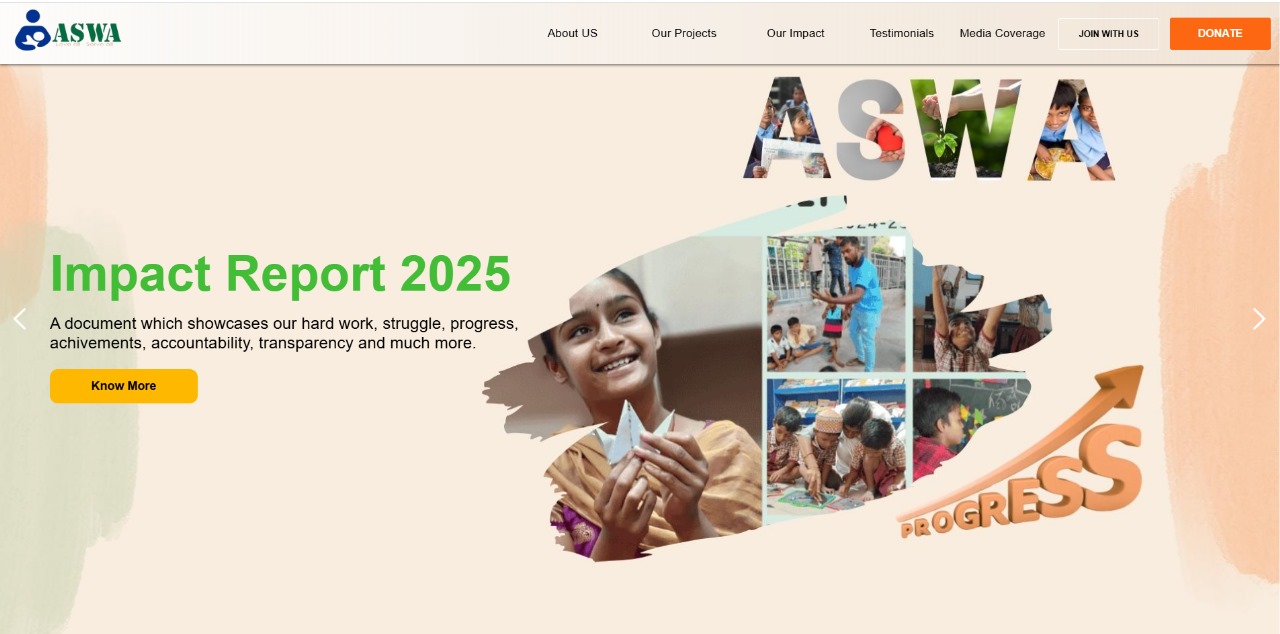 ASWA
About US
Our Projects
Our Impact
Testimonials
Media Coverage
JOIN WITH US
DONATE
ASWA
Impact Report 2025
A document which showcases our hard work, struggle, progress,
achivements, accountability, transparency and much more.
Know More
PROGRESS